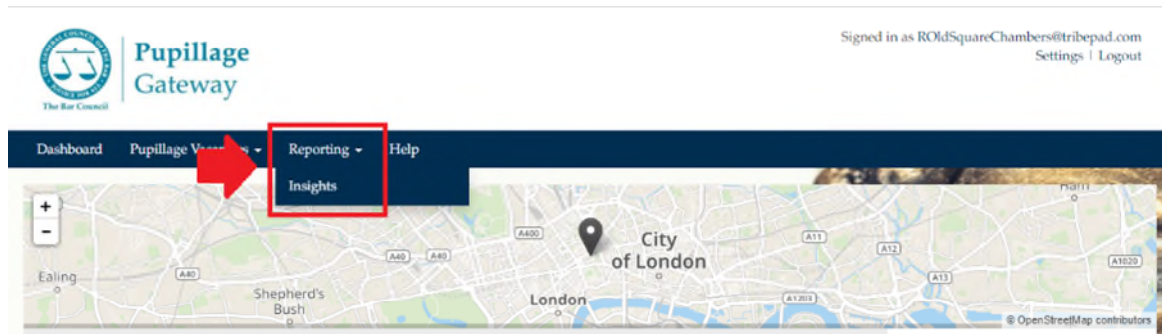 Pupillage
Gateway
The Bar Council
Signed in as ROldSquareChambers@tribepad.com
Settings | Logout
Dashboard Pupillage Reporting Help
Insights
+
-
Ealing
A40
Shepherd's
Bush
A40 A40
A400
City
of London
London
A11
A12
A13
A1203
A1020
© OpenStreetMap contributors